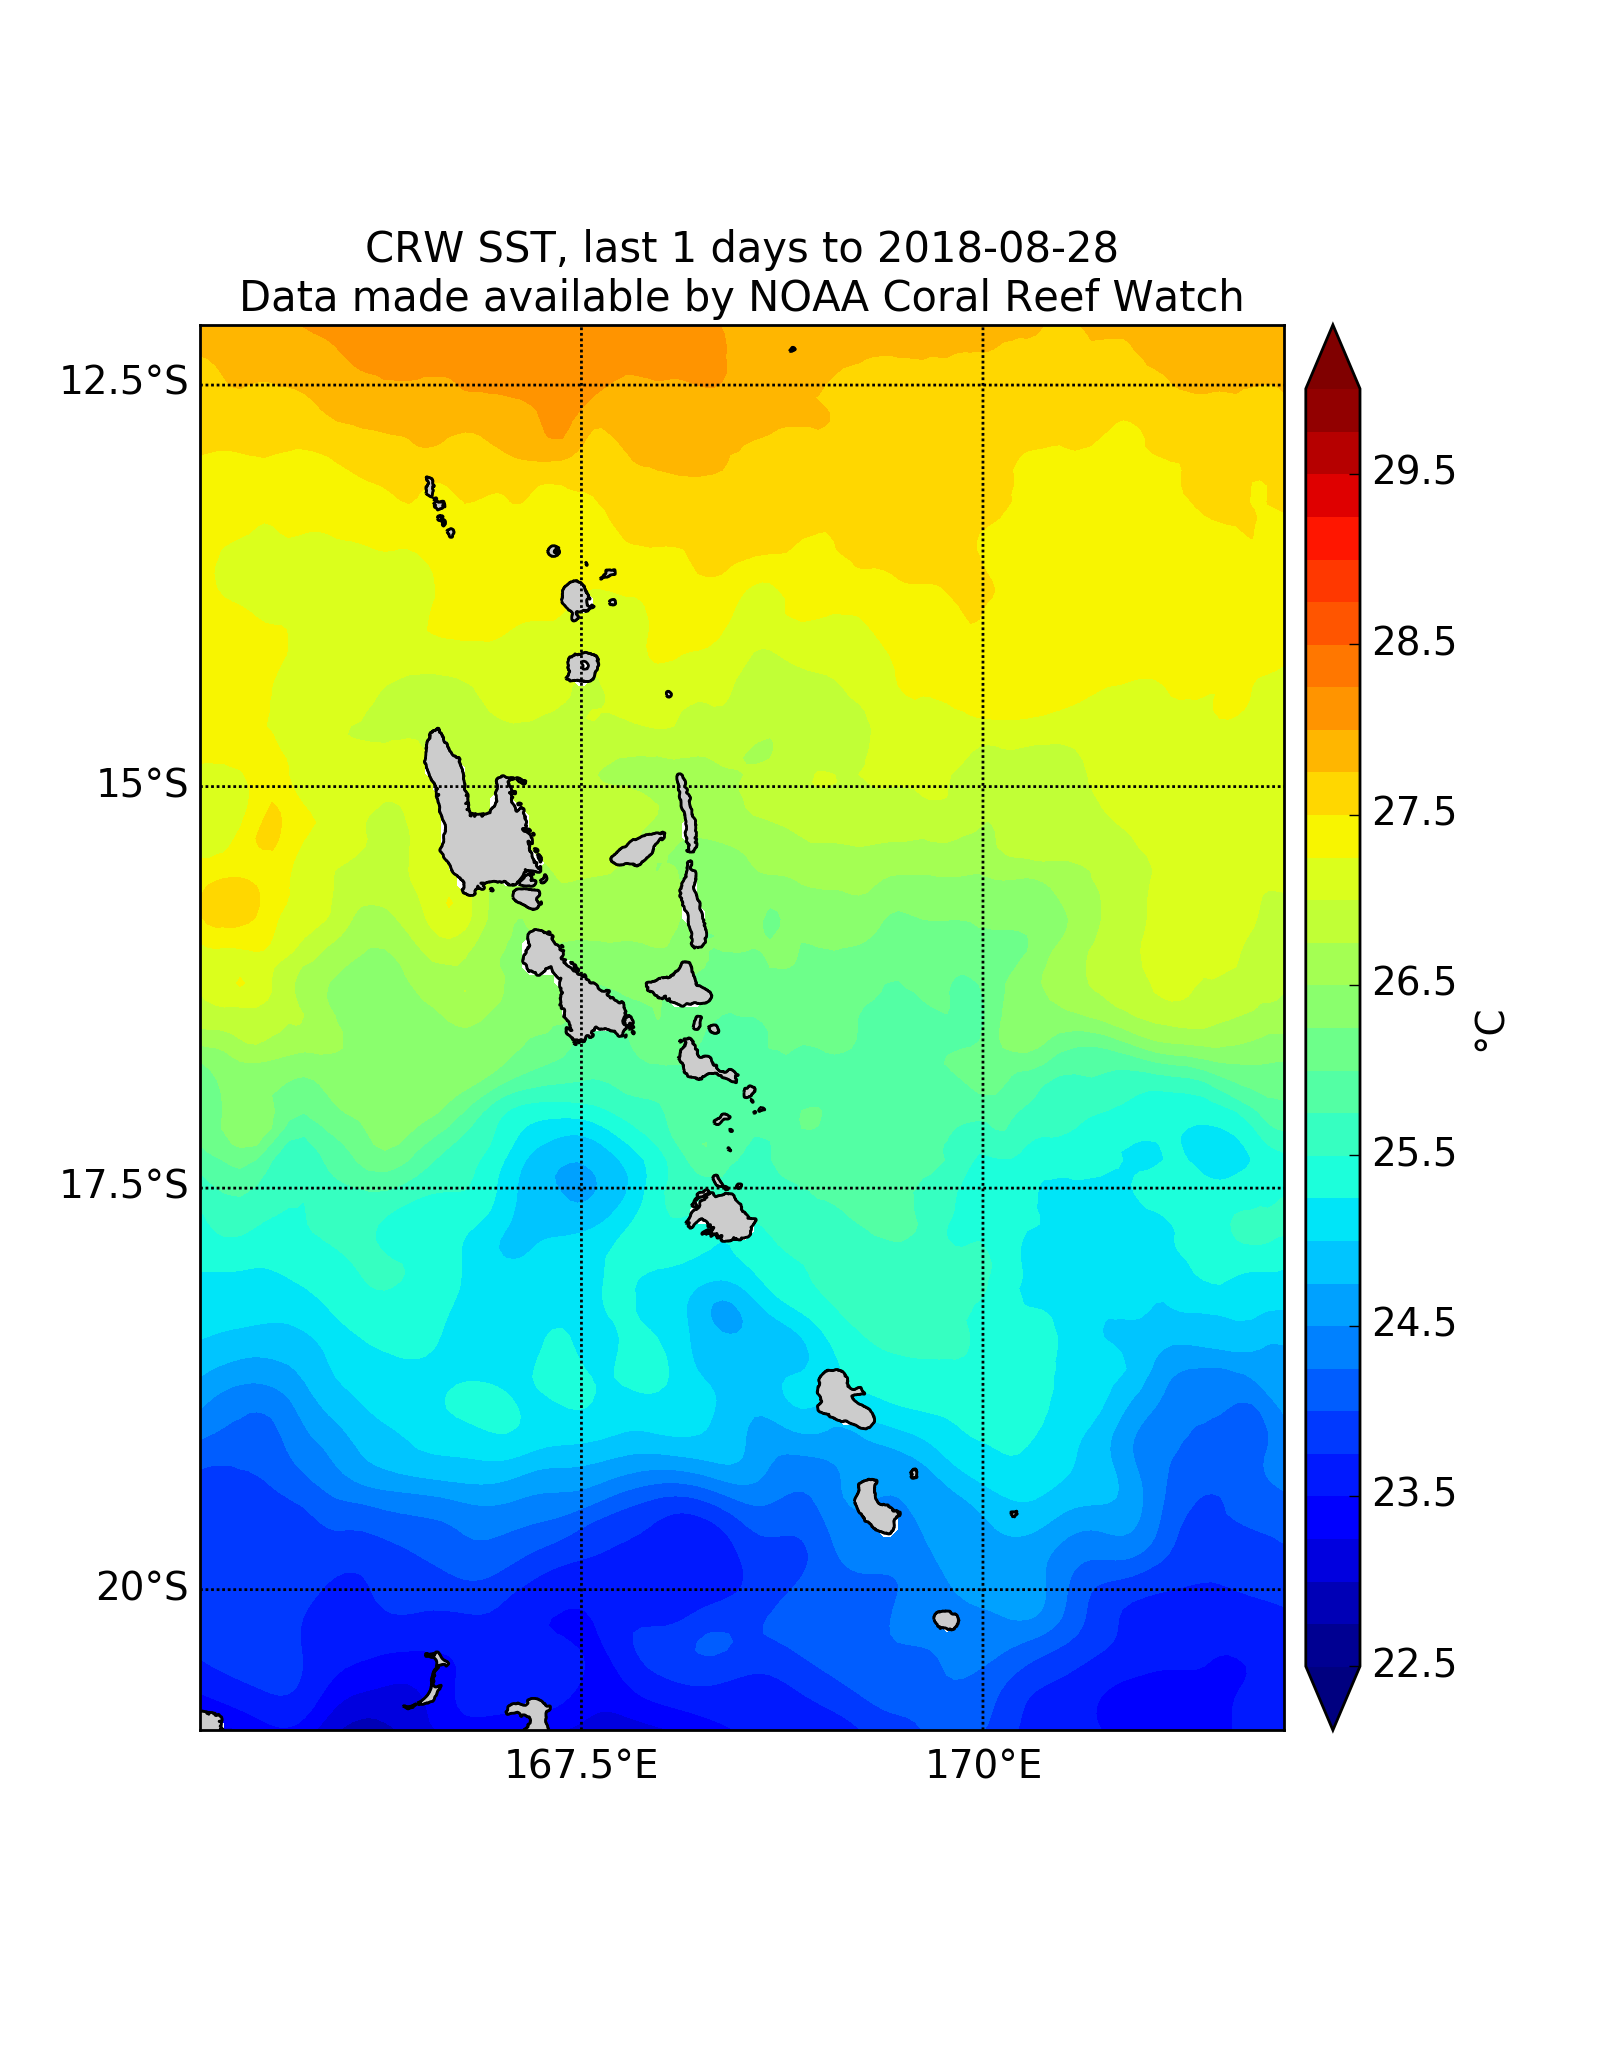 CRW SST, last 1 days to 2018-08-28
Data made available by NOAA Coral Reef Watch
12.5°S
15°S
17.5°S
20°S
167.5°E
170°E
29.5
28.5
27.5
26.5
25.5
24.5
23.5
22.5
°C